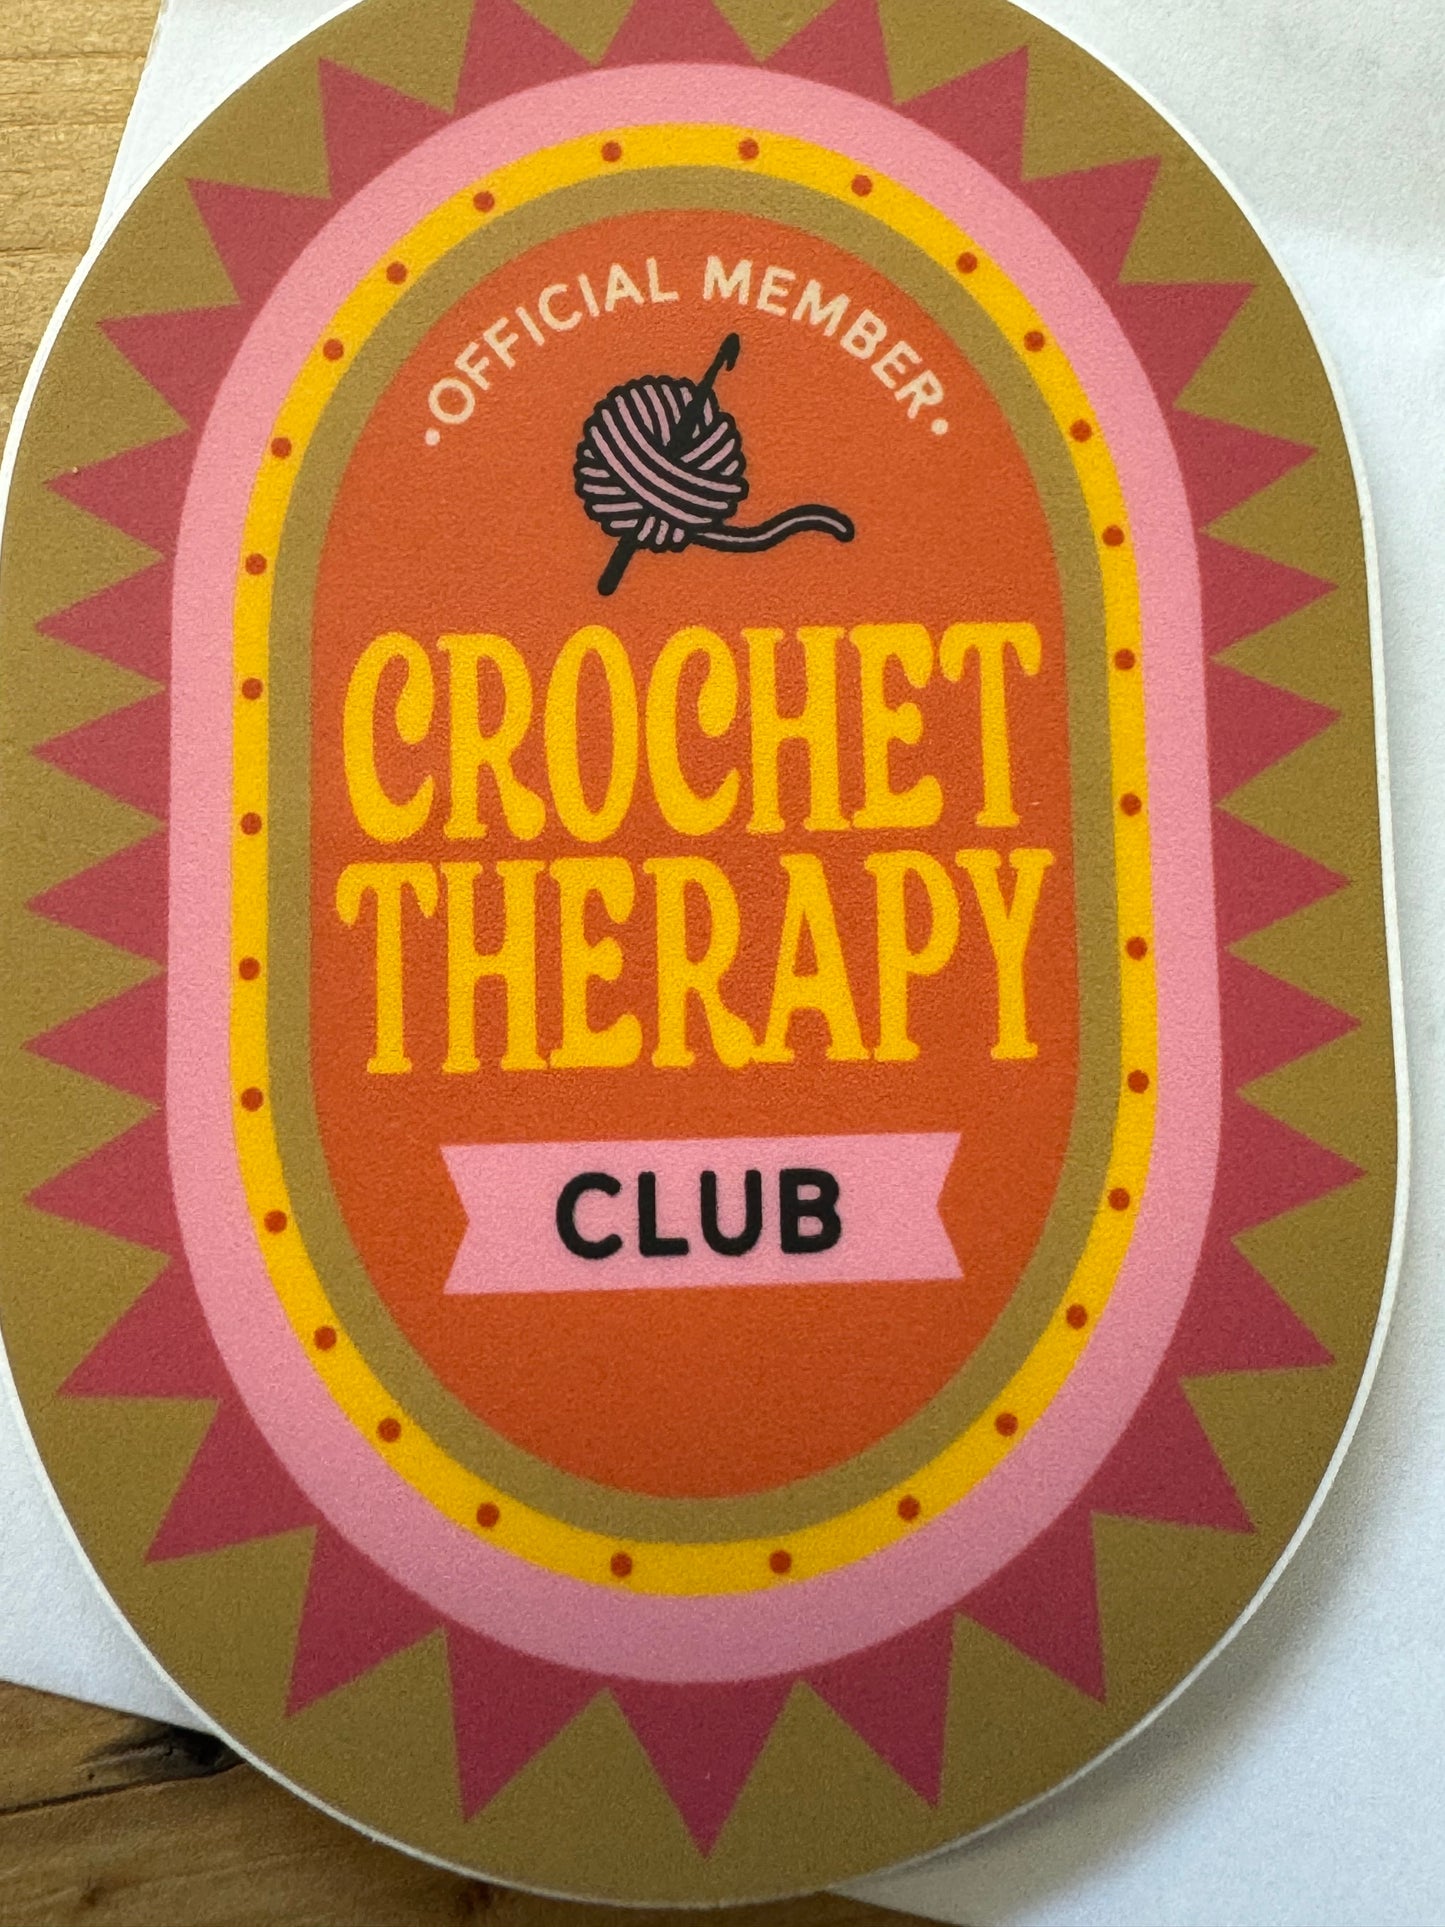 •OFFICIAL MEMBER•
CROCHET
THERAPY
CLUB